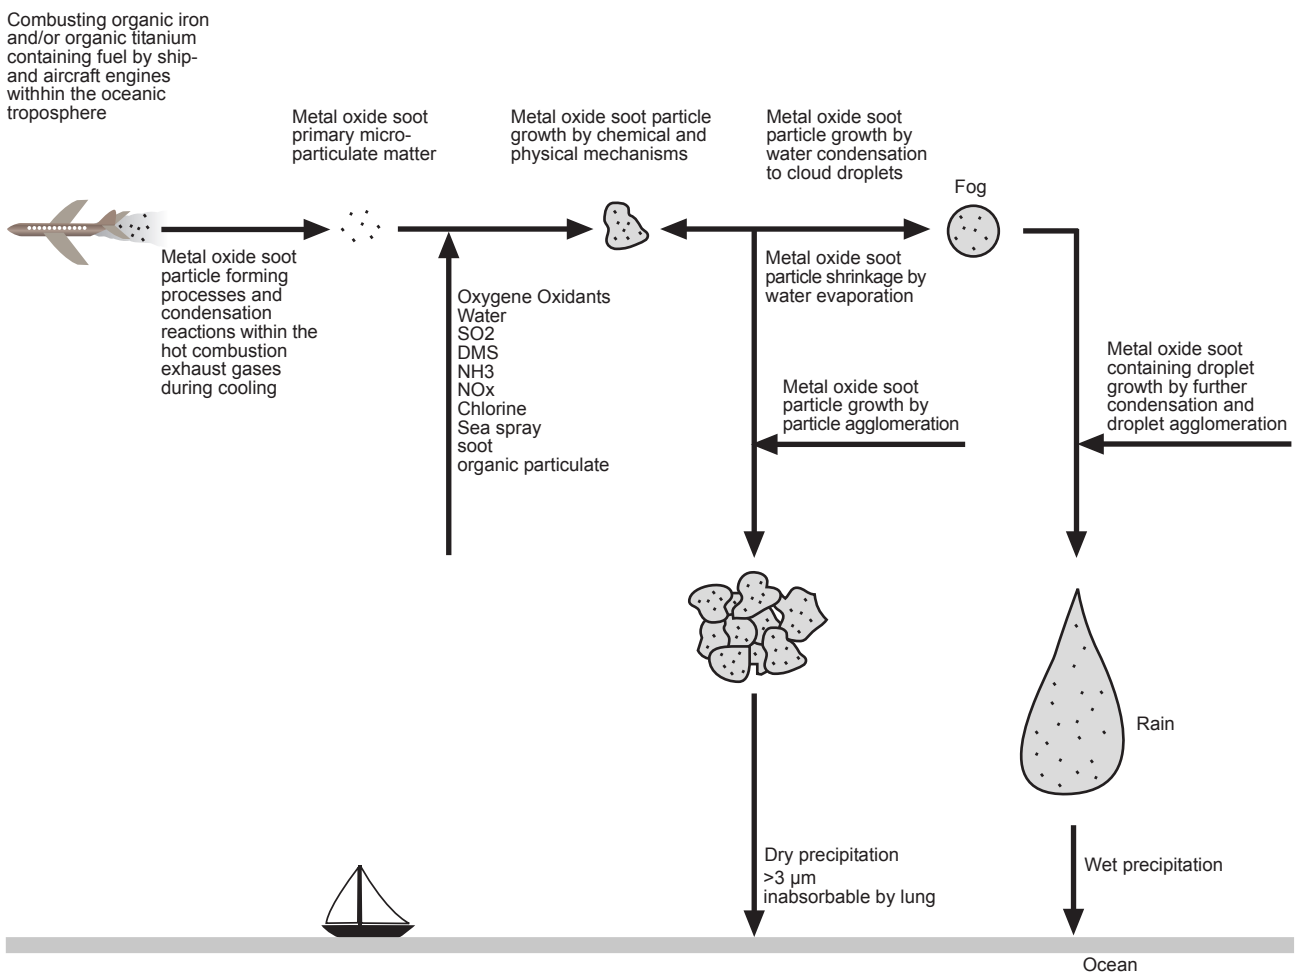 Combusting organic iron
and/or organic titanium
containing fuel by ship-
and aircraft engines
withhin the oceanic
troposphere
Metal oxide soot
primary micro-
particulate matter
Metal oxide soot particle
growth by chemical and
physical mechanisms
Metal oxide soot
particle growth by
water condensation
to cloud droplets
Fog
Metal oxide soot
particle forming
processes and
condensation
reactions within the
hot combustion
exhaust gases
during cooling
Oxygene Oxidants
Water
SO2
DMS
NH3
NOx
Chlorine
Sea spray
soot
organic particulate
Metal oxide soot
particle shrinkage by
water evaporation
Metal oxide soot
particle growth by
particle agglomeration
Metal oxide soot
containing droplet
growth by further
condensation and
droplet agglomeration
Rain
Dry precipitation
>3 µm
inabsorbable by lung
Wet precipitation
Ocean